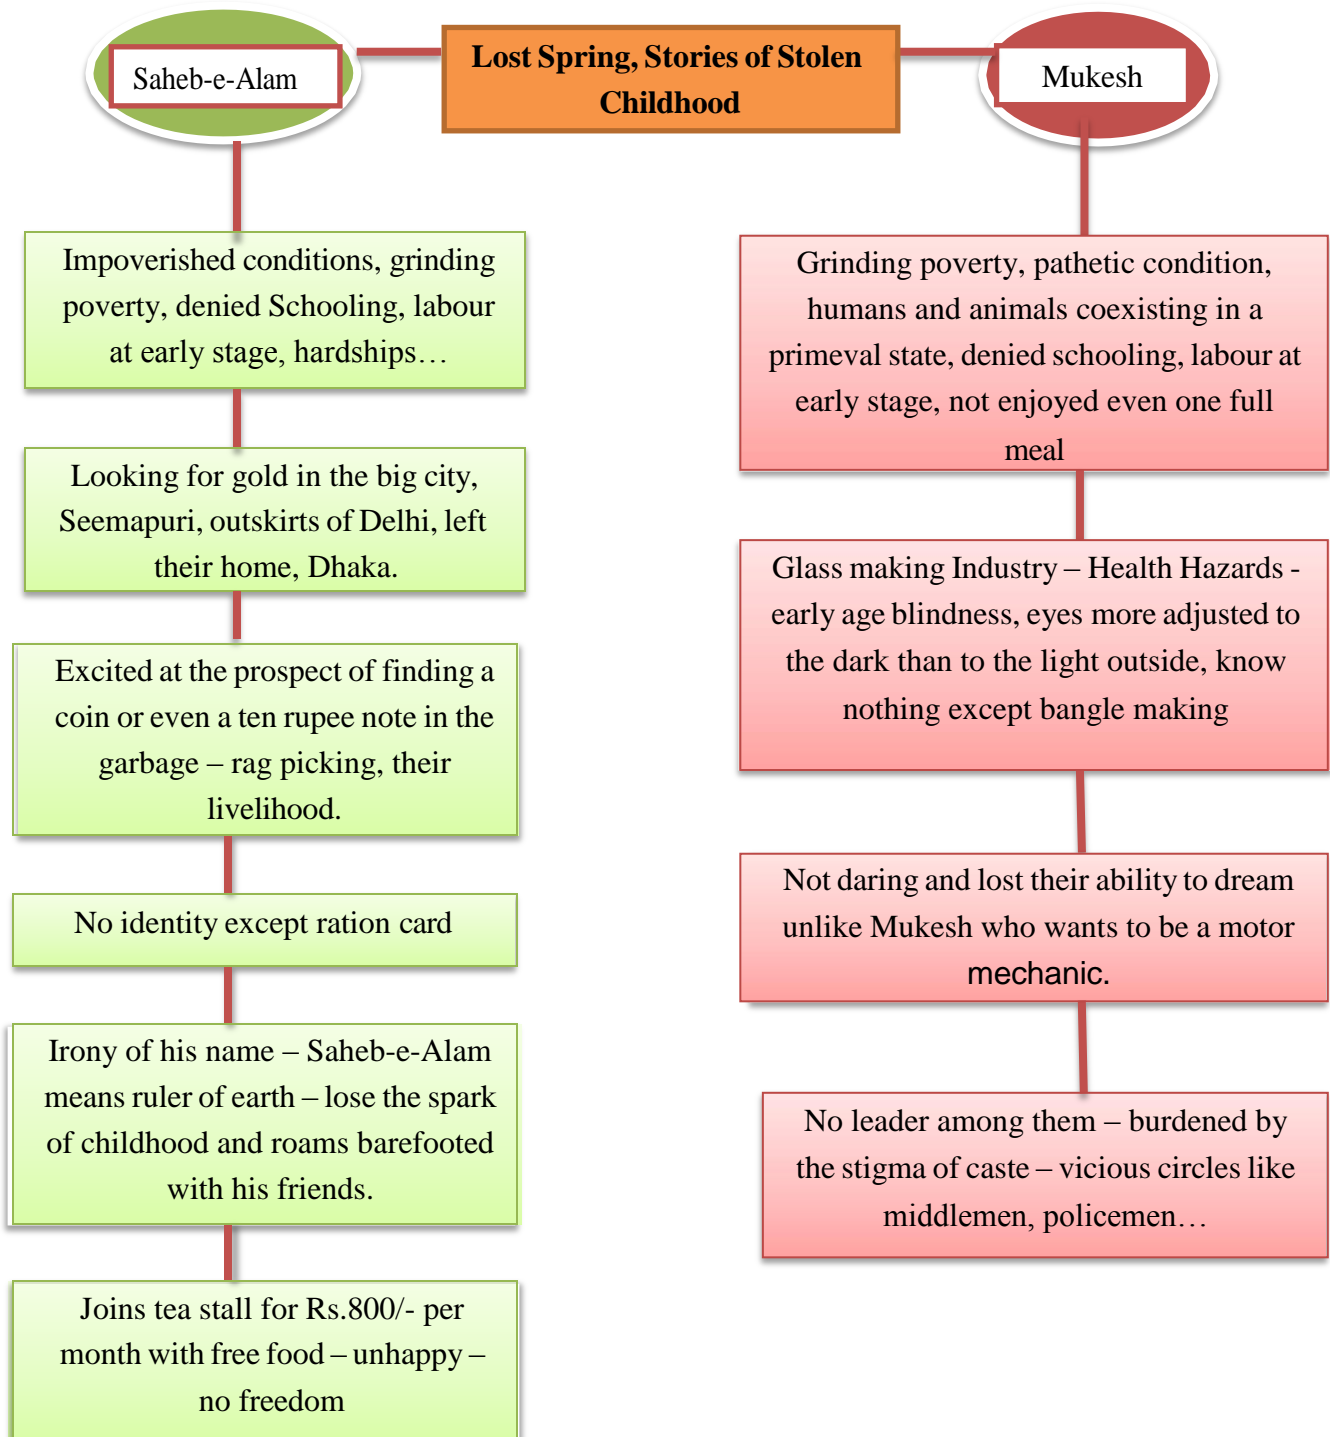 Lost Spring, Stories of Stolen
Childhood
Saheb-e-Alam
Impoverished conditions, grinding
poverty, denied Schooling, labour
at early stage, hardships…
Looking for gold in the big city,
Seemapuri, outskirts of Delhi, left
their home, Dhaka.
Excited at the prospect of finding a
coin or even a ten rupee note in the
garbage – rag picking, their
livelihood.
No identity except ration card
Irony of his name – Saheb-e-Alam
means ruler of earth – lose the spark
of childhood and roams barefooted
with his friends.
Joins tea stall for Rs.800/- per
month with free food – unhappy –
no freedom
Mukesh
Grinding poverty, pathetic condition,
humans and animals coexisting in a
primeval state, denied schooling, labour at
early stage, not enjoyed even one full
meal
Glass making Industry – Health Hazards -
early age blindness, eyes more adjusted to
the dark than to the light outside, know
nothing except bangle making
Not daring and lost their ability to dream
unlike Mukesh who wants to be a motor
mechanic.
No leader among them – burdened by
the stigma of caste – vicious circles like
middlemen, policemen…